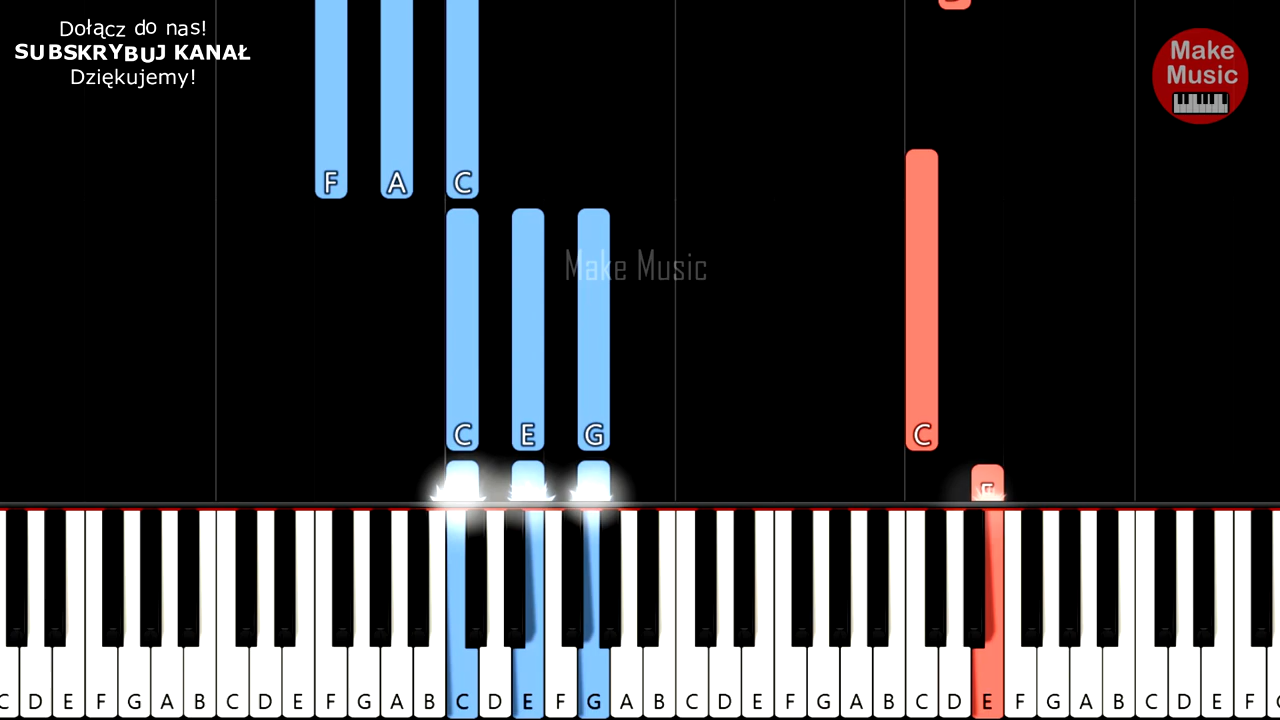 Dołącz do nas!
SUBSKRYBUJ KANAŁ
Dziękujemy!
Make
Music
F A C
Make Music
C E G C
C D E F G A B C D E F G A B C D E F G A B C D E F G A B C D E F G A B C D E F